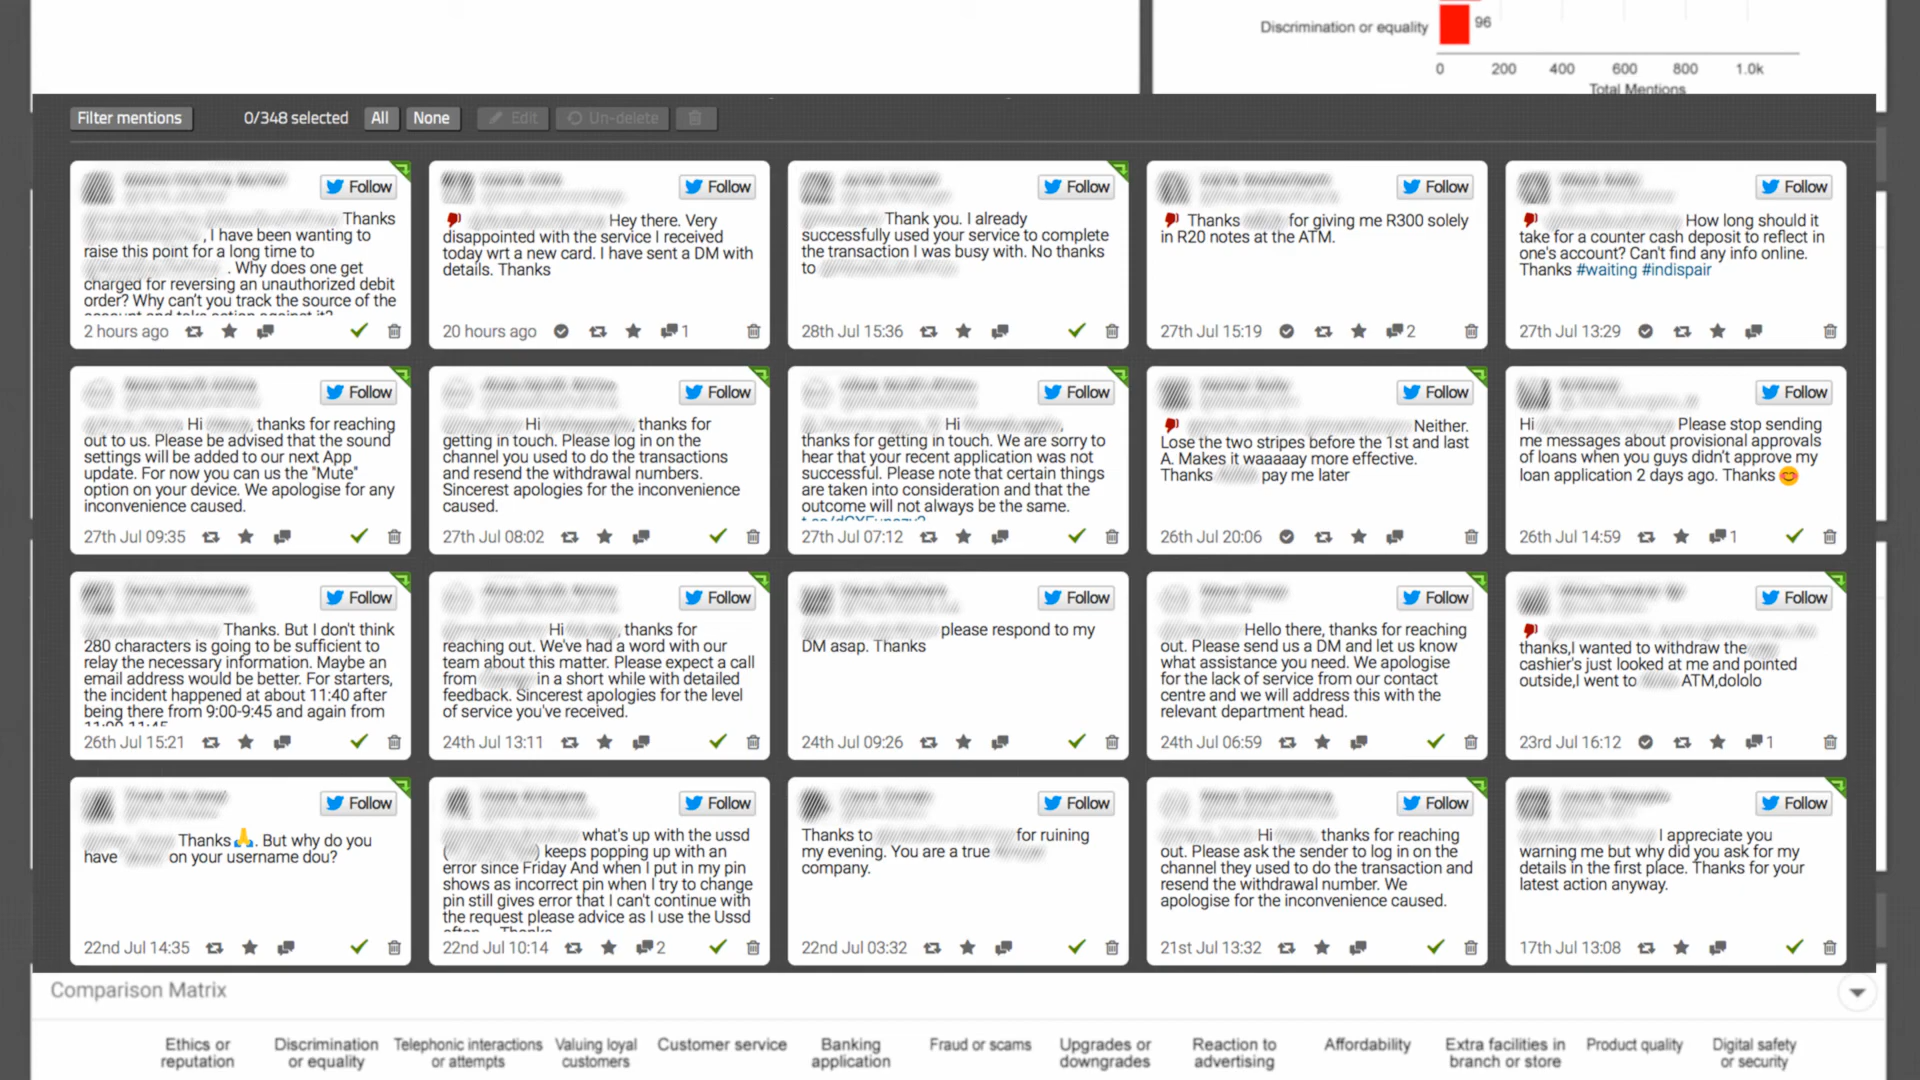 Discrimination or equality 96
0 200 400 600 800 1.0k
Total Mentions
Filter mentions 0/348 selected All None Edit Un-delete
Follow
Thanks
, I have been wanting to
raise this point for a long time to
. Why does one get
charged for reversing an unauthorized debit
order? Why can't you track the source of the
account and take action against it?
2 hours ago
Follow
Hey there. Very
disappointed with the service I received
today wrt a new card. I have sent a DM with
details. Thanks
20 hours ago 1
Follow
Thank you. I already
successfully used your service to complete
the transaction I was busy with. No thanks
to
28th Jul 15:36
Follow
Thanks for giving me R300 solely
in R20 notes at the ATM.
27th Jul 15:19 2
Follow
How long should it
take for a counter cash deposit to reflect in
one's account? Can't find any info online.
Thanks #waiting #indispair
27th Jul 13:29
Follow
Hi , thanks for reaching
out to us. Please be advised that the sound
settings will be added to our next App
update. For now you can us the "Mute"
option on your device. We apologise for any
inconvenience caused.
27th Jul 09:35
Follow
Hi , thanks for
getting in touch. Please log in on the
channel you used to do the transactions
and resend the withdrawal numbers.
Sincerest apologies for the inconvenience
caused.
27th Jul 08:02
Follow
Hi ,
thanks for getting in touch. We are sorry to
hear that your recent application was not
successful. Please note that certain things
are taken into consideration and that the
outcome will not always be the same.
27th Jul 07:12
Follow
Neither.
Lose the two stripes before the 1st and last
A. Makes it waaaaay more effective.
Thanks pay me later
26th Jul 20:06
Follow
Hi Please stop sending
me messages about provisional approvals
of loans when you guys didn't approve my
loan application 2 days ago. Thanks 😊
26th Jul 14:59 1
Follow
Thanks. But I don't think
280 characters is going to be sufficient to
relay the necessary information. Maybe an
email address would be better. For starters,
the incident happened at about 11:40 after
being there from 9:00-9:45 and again from
11:00-11:45
26th Jul 15:21
Follow
Hi , thanks for
reaching out. We've had a word with our
team about this matter. Please expect a call
from in a short while with detailed
feedback. Sincerest apologies for the level
of service you've received.
24th Jul 13:11
Follow
please respond to my
DM asap. Thanks
24th Jul 09:26
Follow
Hello there, thanks for reaching
out. Please send us a DM and let us know
what assistance you need. We apologise
for the lack of service from our contact
centre and we will address this with the
relevant department head.
24th Jul 06:59
Follow
thanks,I wanted to withdraw the
cashier's just looked at me and pointed
outside,I went to ATM,dololo
23rd Jul 16:12 1
Follow
Thanks 🙏. But why do you
have on your username dou?
22nd Jul 14:35
Follow
what's up with the ussd
( ) keeps popping up with an
error since Friday And when I put in my pin
shows as incorrect pin when I try to change
pin still gives error that I can't continue with
the request please advice as I use the Ussd
often Thanks
22nd Jul 10:14 2
Follow
Thanks to for ruining
my evening. You are a true
company.
22nd Jul 03:32
Follow
Hi , thanks for reaching
out. Please ask the sender to log in on the
channel they used to do the transaction and
resend the withdrawal number. We
apologise for the inconvenience caused.
21st Jul 13:32
Follow
I appreciate you
warning me but why did you ask for my
details in the first place. Thanks for your
latest action anyway.
17th Jul 13:08
Comparison Matrix
Ethics or reputation
Discrimination or equality
Telephonic interactions or attempts
Valuing loyal customers
Customer service
Banking application
Fraud or scams
Upgrades or downgrades
Reaction to advertising
Affordability
Extra facilities in branch or store
Product quality
Digital safety or security